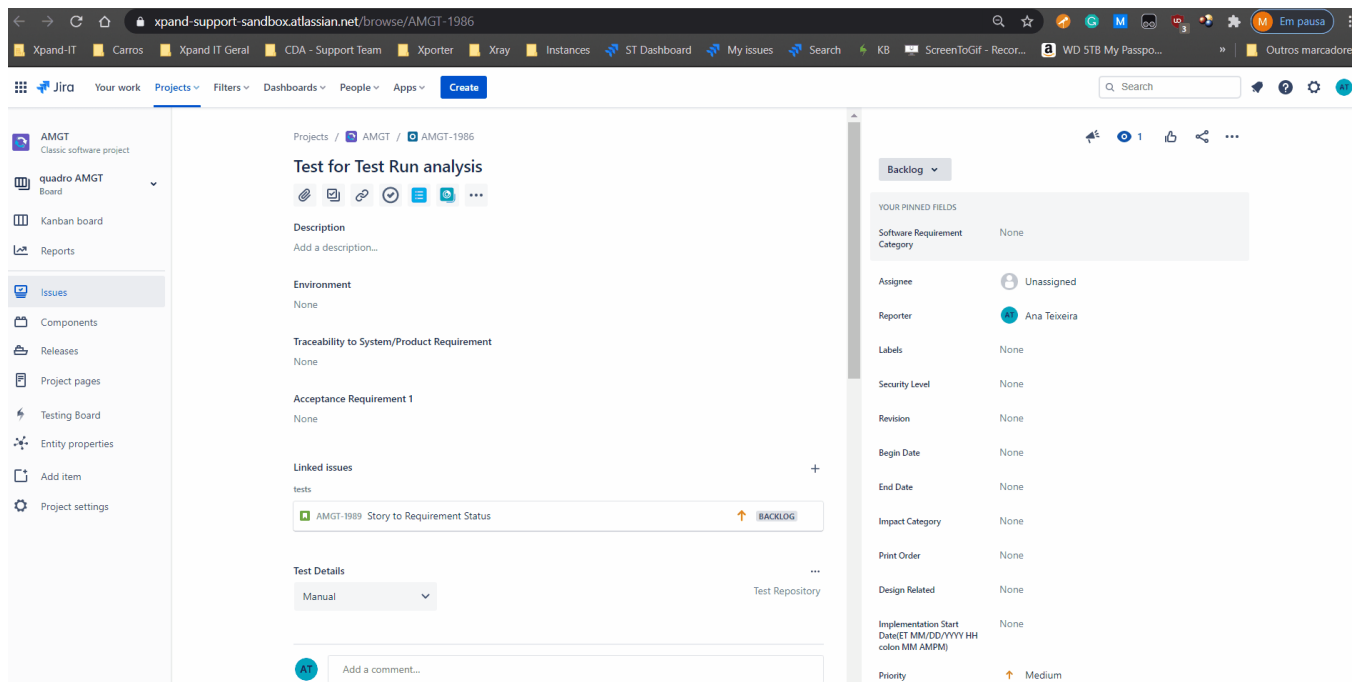 xpand-support-sandbox.atlassian.net/browse/AMGT-1986
G
M
3
M Em pausa
Xpand-IT Carros Xpand IT Geral CDA - Support Team Xporter Xray Instances ST Dashboard My issues Search KB ScreenToGif - Recor... a WD 5TB My Passpo... » Outros marcadore
Jira Your work Projects Filters Dashboards People Apps Create Search AT
AMGT
Classic software project
quadro AMGT
Board
Kanban board
Reports
Issues
Components
Releases
Project pages
Testing Board
Entity properties
Add item
Project settings
Projects / AMGT / AMGT-1986
Test for Test Run analysis
Description
Add a description...
Environment
None
Traceability to System/Product Requirement
None
Acceptance Requirement 1
None
Linked issues
tests
AMGT-1989 Story to Requirement Status BACKLOG
Test Details
Manual
Test Repository
AT Add a comment...
1
Backlog
YOUR PINNED FIELDS
Software Requirement Category None
Assignee Unassigned
Reporter AT Ana Teixeira
Labels None
Security Level None
Revision None
Begin Date None
End Date None
Impact Category None
Print Order None
Design Related None
Implementation Start None
Date(ET MM/DD/YYYY HH
colon MM AMPM)
Priority Medium